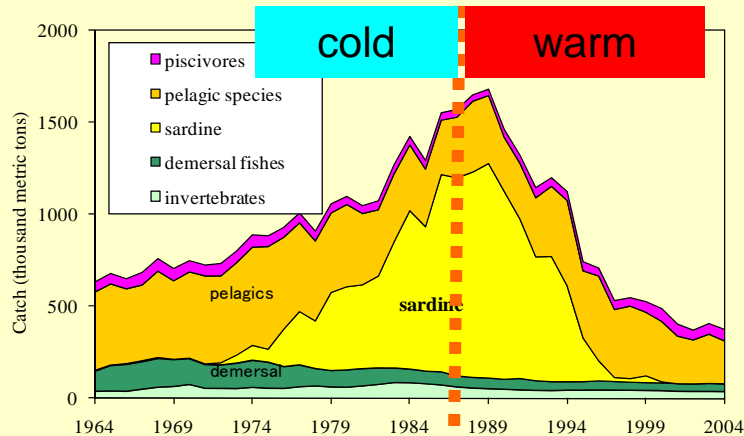 cold
warm
2000
1500
1000
500
0
Catch (thousand metric tons)
piscivores
pelagic species
sardine
demersal fishes
invertebrates
pelagics
sardine
demersal
1964 1969 1974 1979 1984 1989 1994 1999 2004